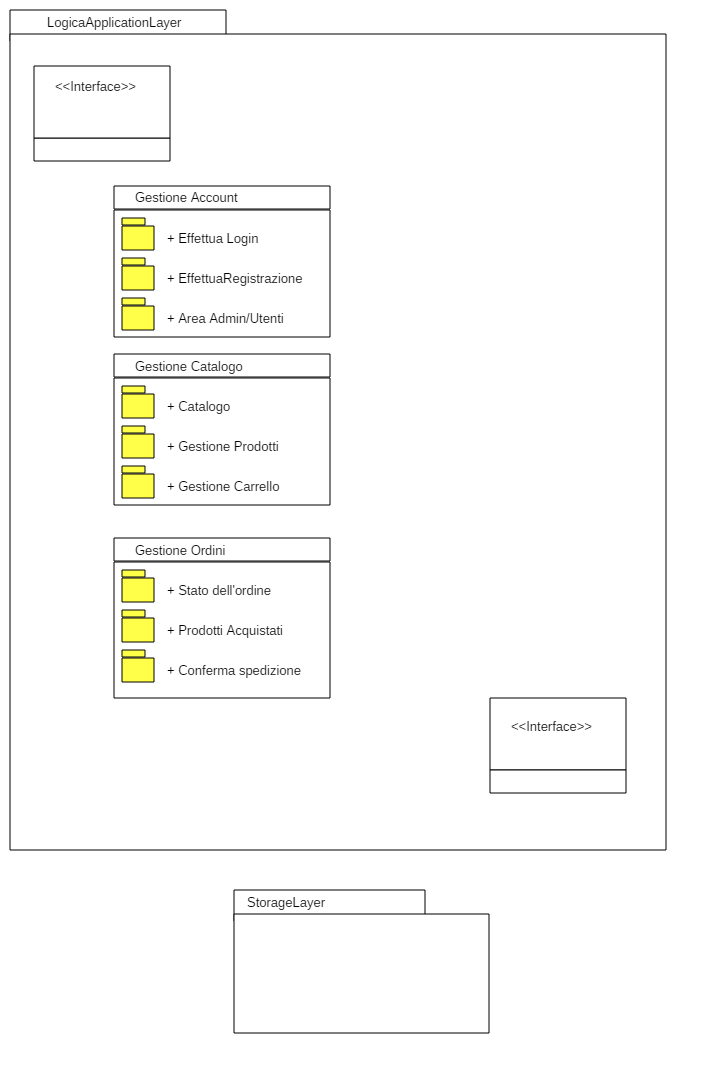 LogicaApplicationLayer
<<Interface>>
Gestione Account
+ Effettua Login
+ EffettuaRegistrazione
+ Area Admin/Utenti
Gestione Catalogo
+ Catalogo
+ Gestione Prodotti
+ Gestione Carrello
Gestione Ordini
+ Stato dell'ordine
+ Prodotti Acquistati
+ Conferma spedizione
<<Interface>>
StorageLayer